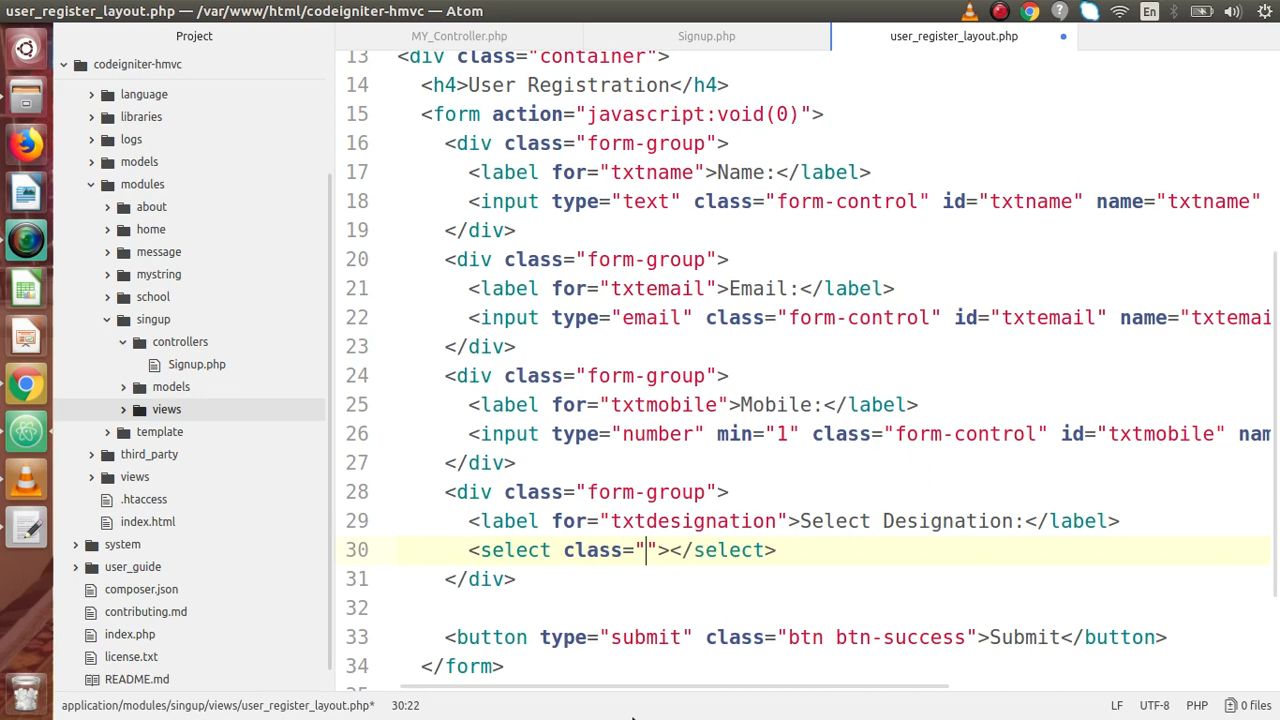 user_register_layout.php — /var/www/html/codeigniter-hmvc — Atom
En
Project
MY_Controller.php
Signup.php
user_register_layout.php
codeigniter-hmvc
language
libraries
logs
models
modules
about
home
message
mystring
school
singup
controllers
Signup.php
models
views
template
third_party
views
.htaccess
index.html
system
user_guide
composer.json
contributing.md
index.php
license.txt
README.md
13 <div class="container">
14 <h4>User Registration</h4>
15 <form action="javascript:void(0)">
16 <div class="form-group">
17 <label for="txtname">Name:</label>
18 <input type="text" class="form-control" id="txtname" name="txtname"
19 </div>
20 <div class="form-group">
21 <label for="txtemail">Email:</label>
22 <input type="email" class="form-control" id="txtemail" name="txtemai
23 </div>
24 <div class="form-group">
25 <label for="txtmobile">Mobile:</label>
26 <input type="number" min="1" class="form-control" id="txtmobile" nam
27 </div>
28 <div class="form-group">
29 <label for="txtdesignation">Select Designation:</label>
30 <select class=""></select>
31 </div>
32
33 <button type="submit" class="btn btn-success">Submit</button>
34 </form>
application/modules/singup/views/user_register_layout.php* 30:22
LF UTF-8 PHP 0 files